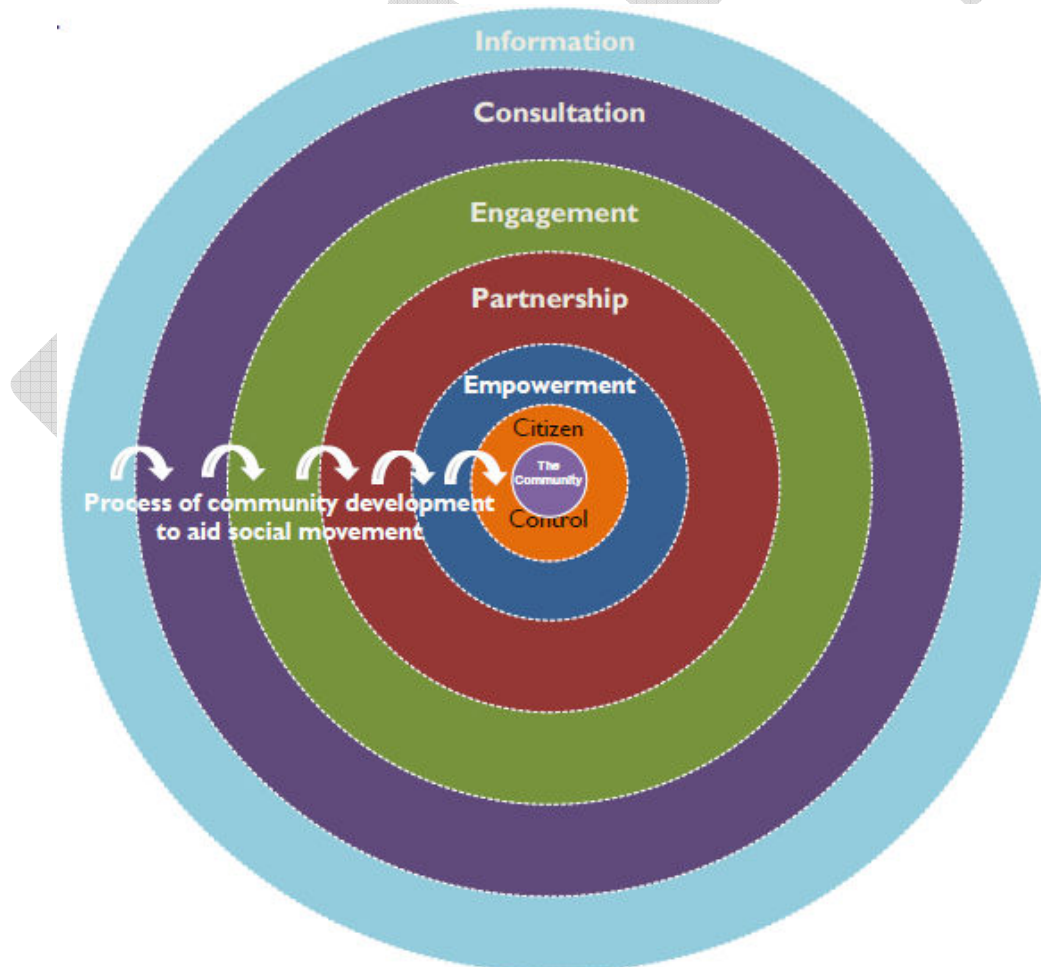 Information
Consultation
Engagement
Partnership
Empowerment
Citizen
The
Community
Control
Process of community development
to aid social movement